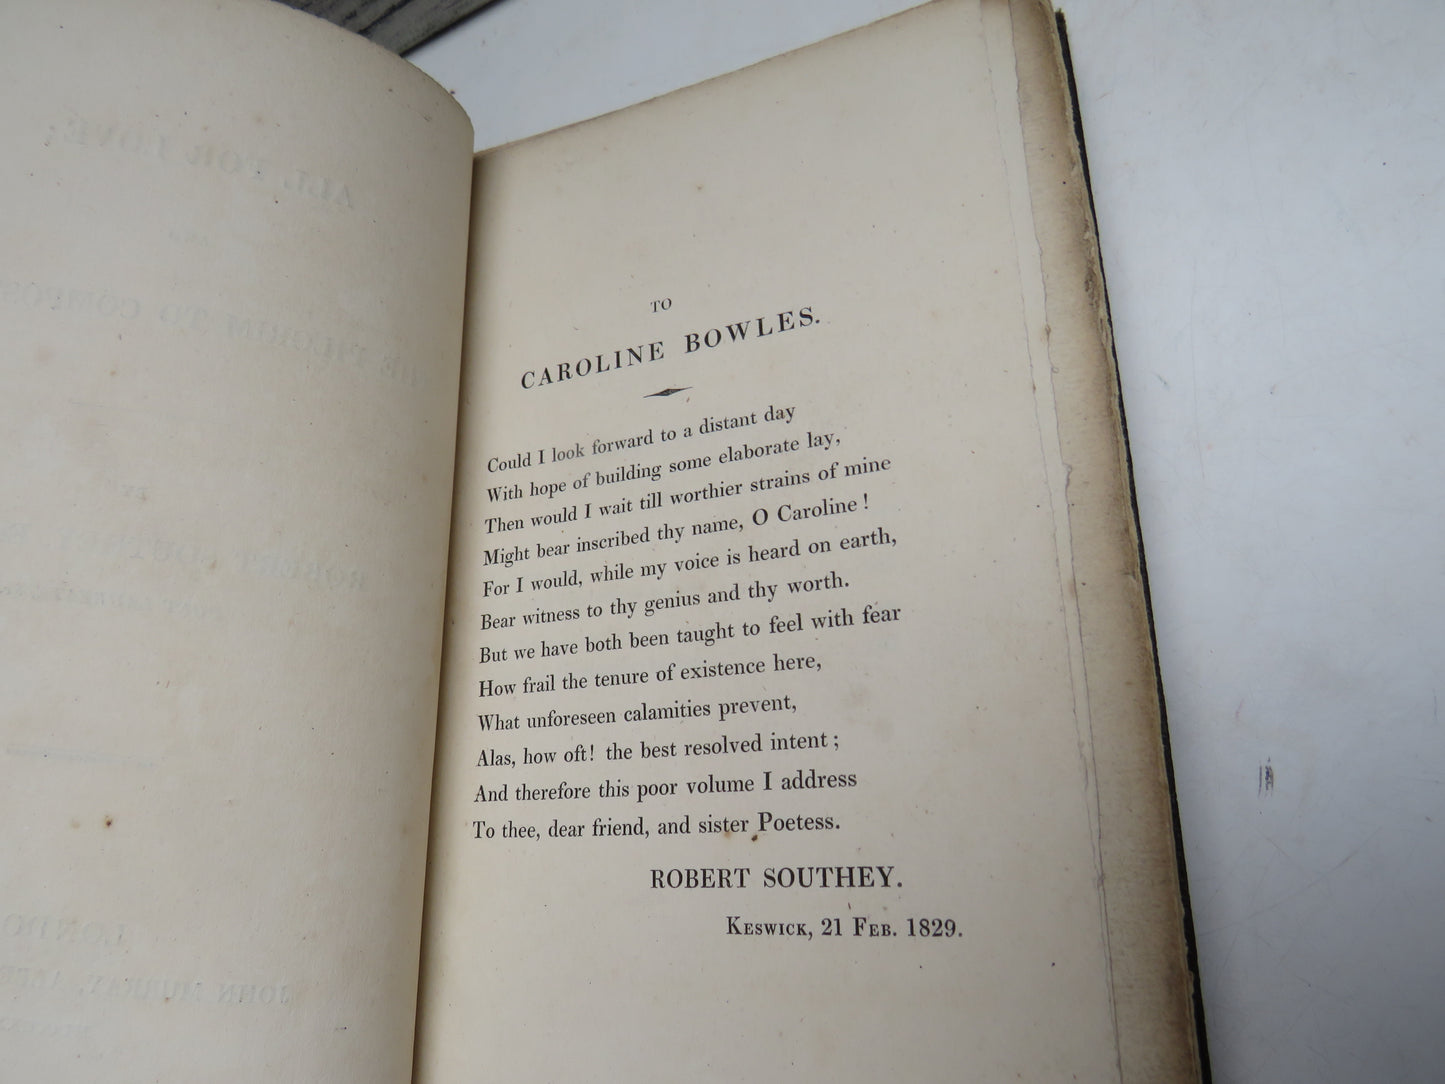 TO
CAROLINE BOWLES.
Could I look forward to a distant day
With hope of building some elaborate lay,
Then would I wait till worthier strains of mine
Might bear inscribed thy name, O Caroline!
For I would, while my voice is heard on earth,
Bear witness to thy genius and thy worth.
But we have both been taught to feel with fear
How frail the tenure of existence here,
What unforeseen calamities prevent,
Alas, how oft! the best resolved intent;
And therefore this poor volume I address
To thee, dear friend, and sister Poetess.
ROBERT SOUTHEY.
KESWICK, 21 FEB. 1829.